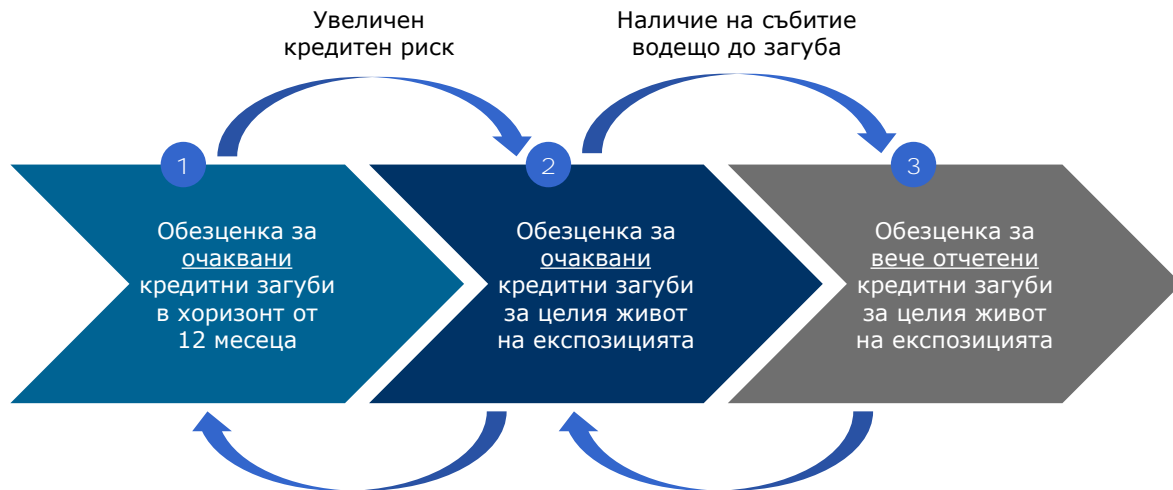 Увеличен
кредитен риск
Наличие на събитие
водещо до загуба
1
2
3
Обезценка за
очаквани
кредитни загуби
в хоризонт от
12 месеца
Обезценка за
очаквани
кредитни загуби
за целия живот
на експозицията
Обезценка за
вече отчетени
кредитни загуби
за целия живот
на експозицията